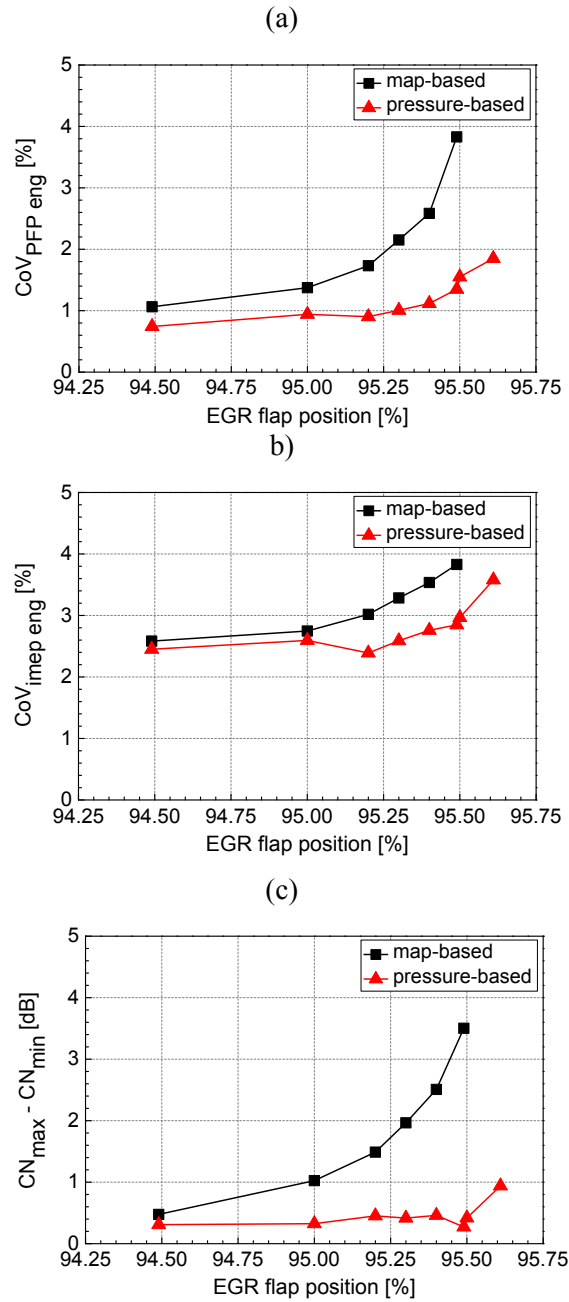 (a)
map-based
pressure-based
CoV_PFP eng [%]
5
4
3
2
1
0
94.25 94.50 94.75 95.00 95.25 95.50 95.75
EGR flap position [%]
b)
map-based
pressure-based
CoV_imep eng [%]
5
4
3
2
1
0
94.25 94.50 94.75 95.00 95.25 95.50 95.75
EGR flap position [%]
(c)
map-based
pressure-based
CN_max - CN_min [dB]
5
4
3
2
1
0
94.25 94.50 94.75 95.00 95.25 95.50 95.75
EGR flap position [%]